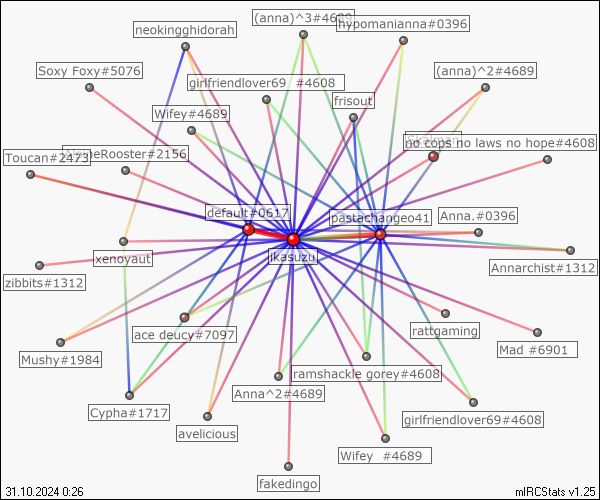 (anna)^3#4689
hypomanianna#0396
neokingghidorah
Soxy Foxy#5076
(anna)^2#4689
girlfriendlover69 #4608
frisout
Wifey#4689
no cops no laws no hope#4608
Toucan#2473
Rooster#2156
default#0617
pastachangeo41
Anna.#0396
xenoyaut
ikasuzu
Annarchist#1312
zibbits#1312
ace deucy#7097
rattgaming
Mushy#1984
Mad #6901
ramshackle gorey#4608
Anna^2#4689
Cypha#1717
girlfriendlover69#4608
avelicious
Wifey #4689
fakedingo
31.10.2024 0:26
mIRCStats v1.25